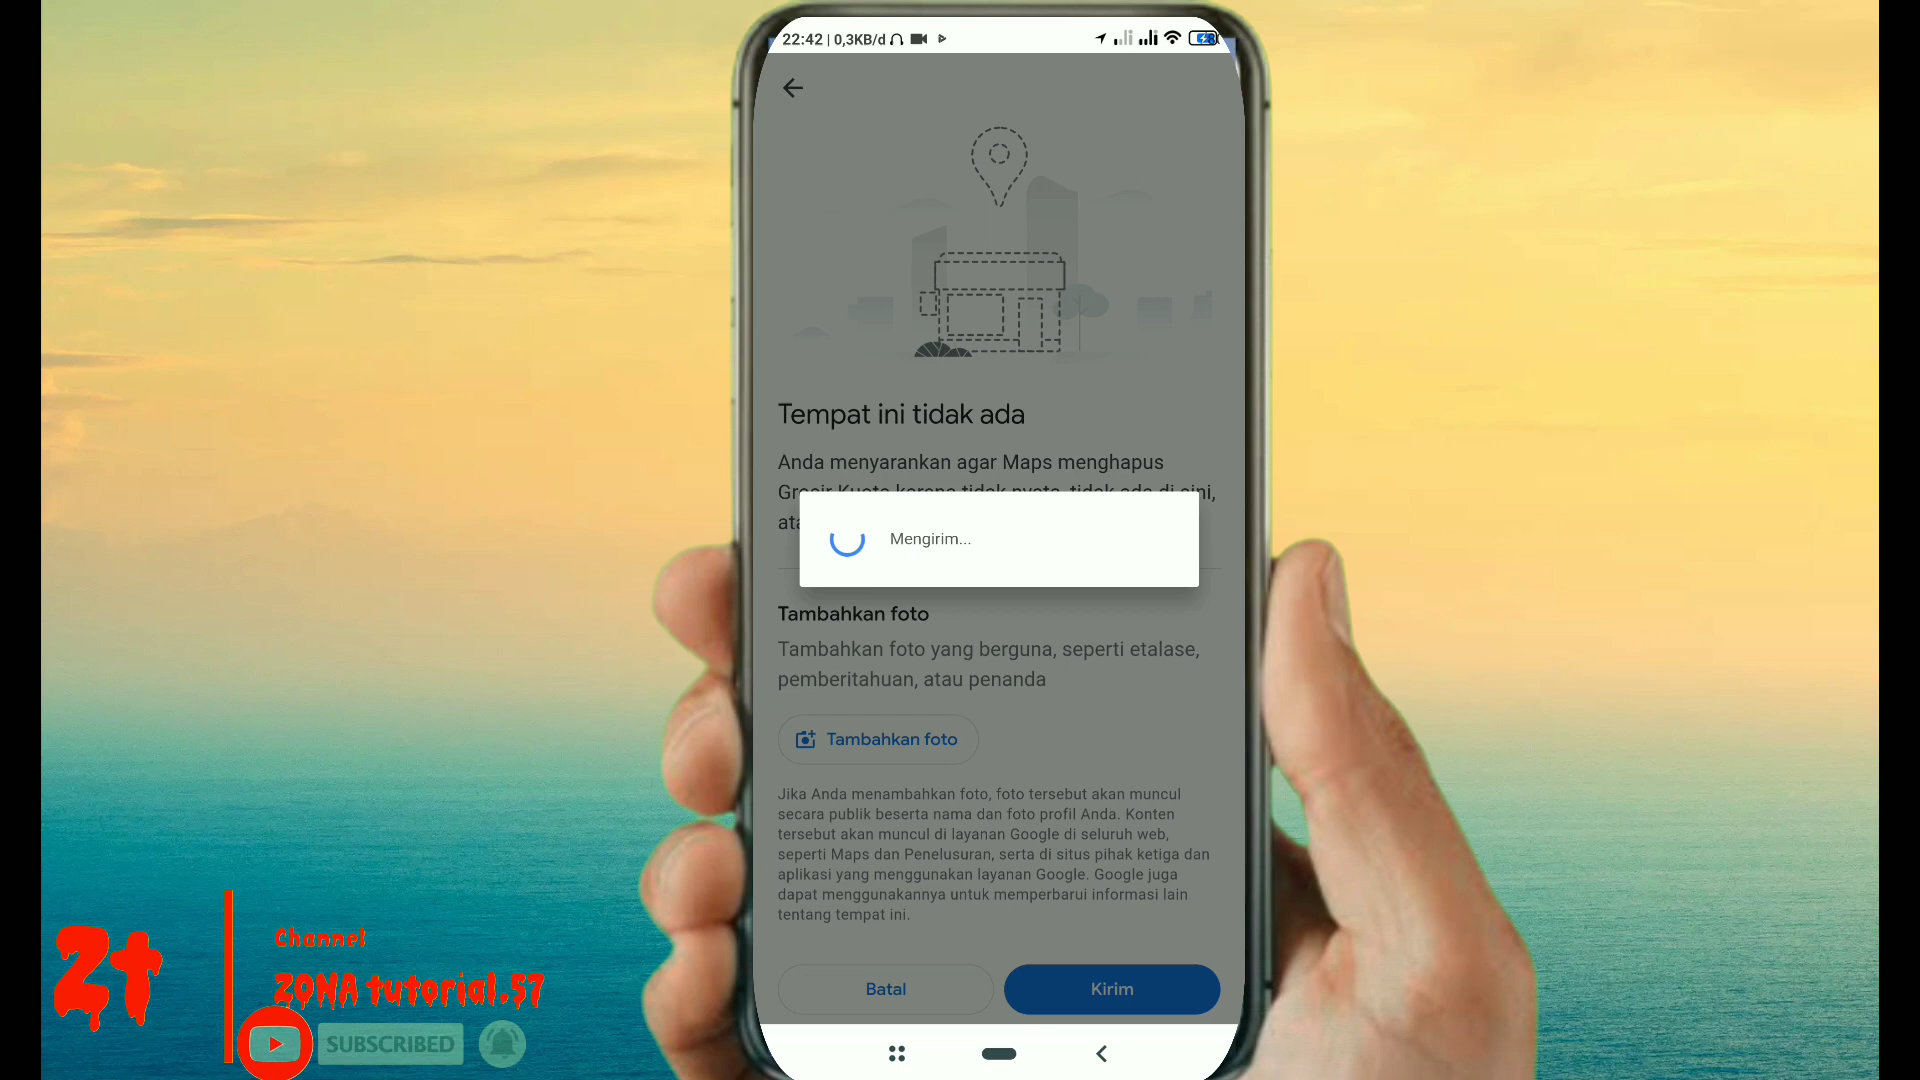 22:42 | 0,3KB/d
Tempat ini tidak ada
Anda menyarankan agar Maps menghapus
Mengirim...
Tambahkan foto
Tambahkan foto yang berguna, seperti etalase,
pemberitahuan, atau penanda
Tambahkan foto
Jika Anda menambahkan foto, foto tersebut akan muncul
secara publik beserta nama dan foto profil Anda. Konten
tersebut akan muncul di layanan Google di seluruh web,
seperti Maps dan Penelusuran, serta di situs pihak ketiga dan
aplikasi yang menggunakan layanan Google. Google juga
dapat menggunakannya untuk memperbarui informasi lain
tentang tempat ini.
Batal
Kirim
Zt
Channel
ZONA tutorial.57
SUBSCRIBED